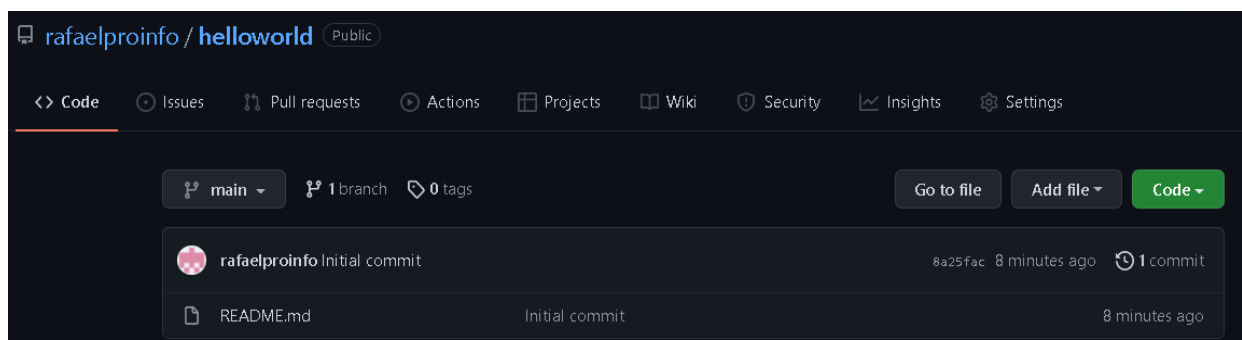 rafaelproinfo / helloworld Public
<> Code Issues Pull requests Actions Projects Wiki Security Insights Settings
main 1 branch 0 tags Go to file Add file Code
rafaelproinfo Initial commit 8a25fac 8 minutes ago 1 commit
README.md Initial commit 8 minutes ago